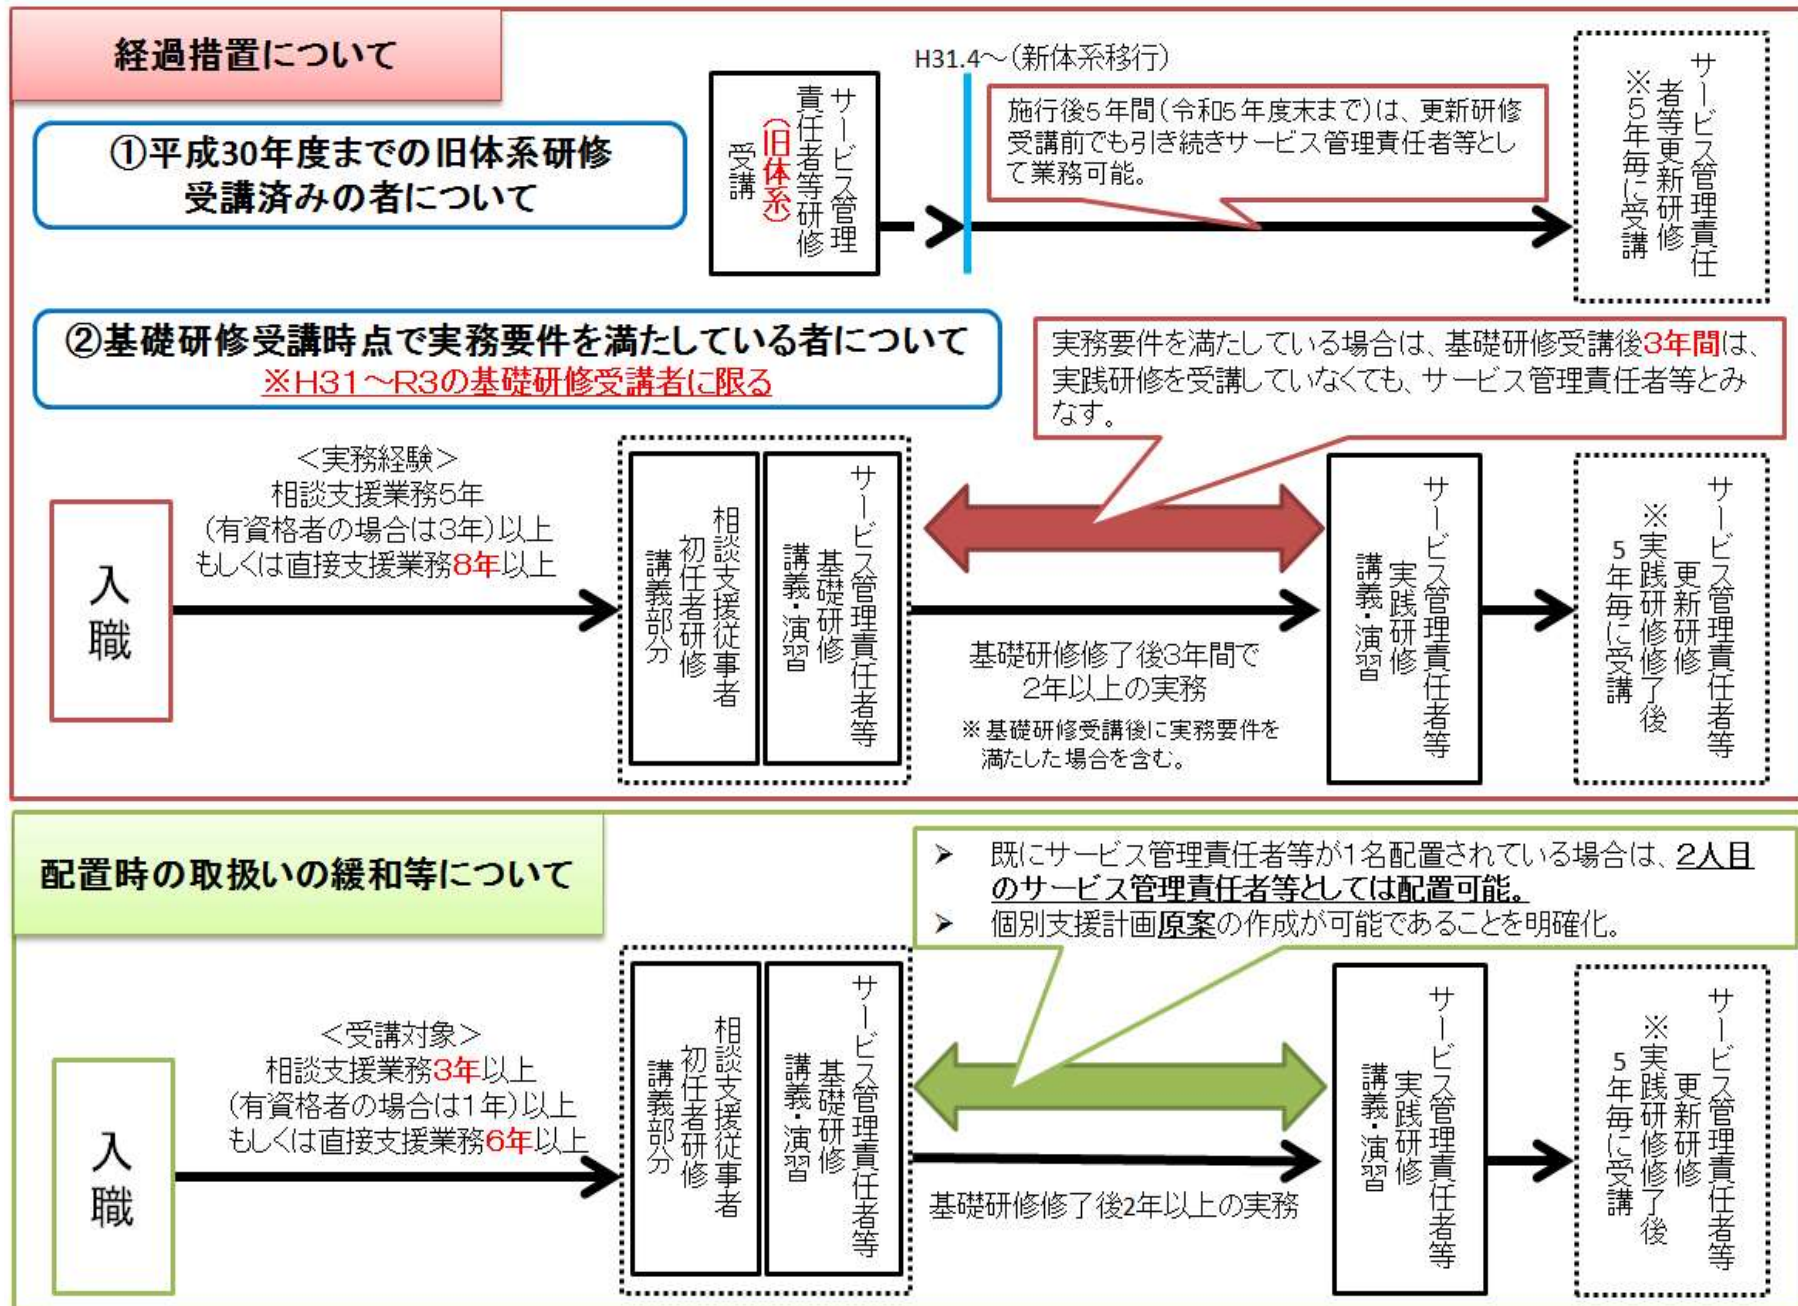 経過措置について
①平成30年度までの旧体系研修
受講済みの者について
サービス管理
責任者等研修
(旧体系)
受講
H31.4～(新体系移行)
施行後5年間(令和5年度末まで)は、更新研修
受講前でも引き続きサービス管理責任者等とし
て業務可能。
サービス管理責任
者等更新研修
※5年毎に受講
②基礎研修受講時点で実務要件を満たしている者について
※H31～R3の基礎研修受講者に限る
実務要件を満たしている場合は、基礎研修受講後3年間は、
実践研修を受講していなくても、サービス管理責任者等とみ
なす。
入
職
＜実務経験＞
相談支援業務5年
(有資格者の場合は3年)以上
もしくは直接支援業務8年以上
相談支援従事者
初任者研修
講義部分
サービス管理責任者等
基礎研修
講義・演習
基礎研修修了後3年間で
2年以上の実務
※基礎研修受講後に実務要件を
満たした場合を含む。
サービス管理責任者等
実践研修
講義・演習
サービス管理責任者等
更新研修
※実践研修修了後
5年毎に受講
配置時の取扱いの緩和等について
➢ 既にサービス管理責任者等が1名配置されている場合は、2人目
のサービス管理責任者等としては配置可能。
➢ 個別支援計画原案の作成が可能であることを明確化。
入
職
＜受講対象＞
相談支援業務3年以上
(有資格者の場合は1年)以上
もしくは直接支援業務6年以上
相談支援従事者
初任者研修
講義部分
サービス管理責任者等
基礎研修
講義・演習
基礎研修修了後2年以上の実務
サービス管理責任者等
実践研修
講義・演習
サービス管理責任者等
更新研修
※実践研修修了後
5年毎に受講